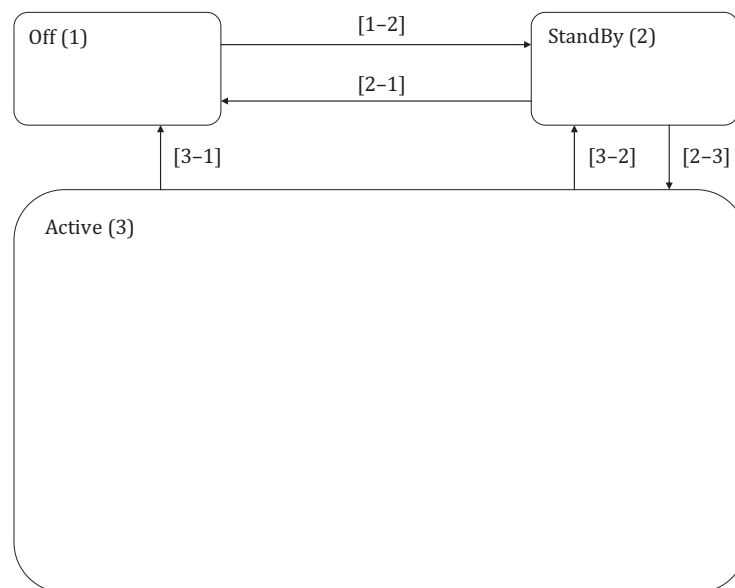 Off (1)
[1–2]
StandBy (2)
[2–1]
[3–1]
[3–2]
[2–3]
Active (3)